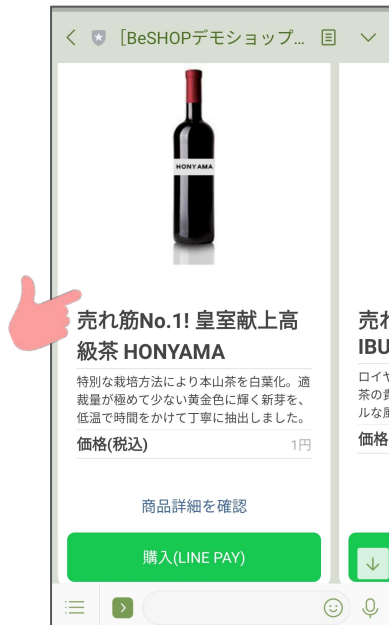 [BeSHOPデモショップ...
HONYAMA
売れ筋No.1! 皇室献上高
級茶 HONYAMA
特別な栽培方法により本山茶を白葉化。適
裁量が極めて少ない黄金色に輝く新芽を、
低温で時間をかけて丁寧に抽出しました。
価格(税込) 1円
商品詳細を確認
購入(LINE PAY)
売れ
IBU
ロイヤ
茶の貴
ルな風
価格